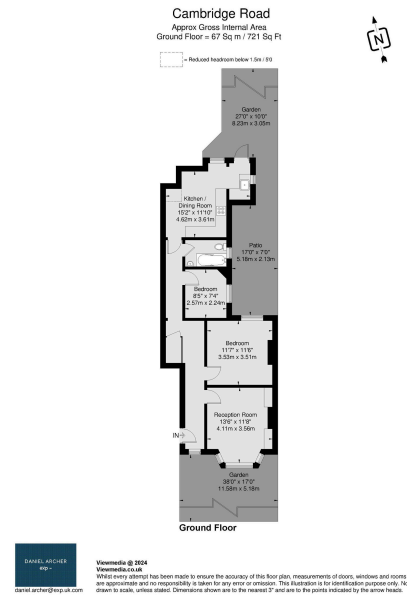 Cambridge Road
Approx Gross Internal Area
Ground Floor = 67 Sq m / 721 Sq Ft
= Reduced headroom below 1.5m / 5'0
N
Garden
27'0" x 10'0"
8.23m x 3.05m
Kitchen /
Dining Room
15'2" x 11'10"
4.62m x 3.61m
Patio
17'0" x 7'0"
5.16m x 2.13m
Bedroom
8'5" x 7'4"
2.57m x 2.24m
Bedroom
11'7" x 11'6"
3.53m x 3.51m
Reception Room
13'6" x 11'8"
4.11m x 3.56m
IN
Garden
38'0" x 17'0"
11.58m x 5.18m
Ground Floor
DANIEL ARCHER
exp
daniel.archer@exp.uk.com
Viewmedia @ 2024
Viewmedia.co.uk
Whilst every attempt has been made to ensure the accuracy of this floor plan, measurements of doors, windows and rooms
are approximate and no responsibility is taken for any error or omission. This illustration is for identification purpose only. No
drawn to scale, unless stated. Dimensions shown are to the nearest 3" and are to the points indicated by the arrow heads.